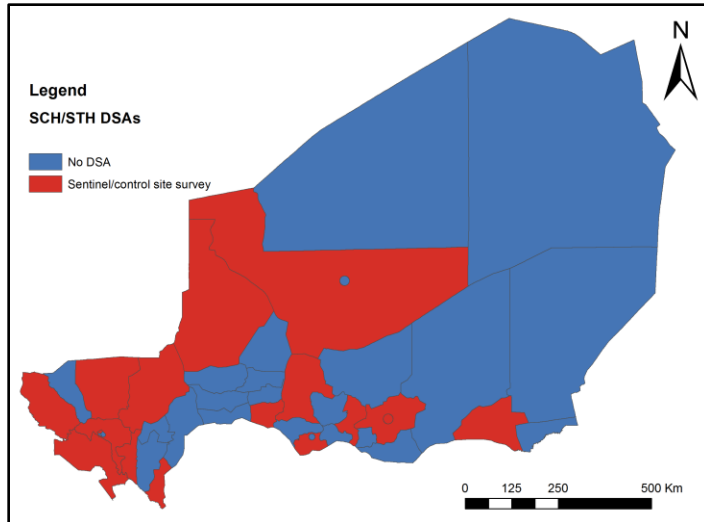 N
Legend
SCH/STH DSAs
No DSA
Sentinel/control site survey
0 125 250 500 Km